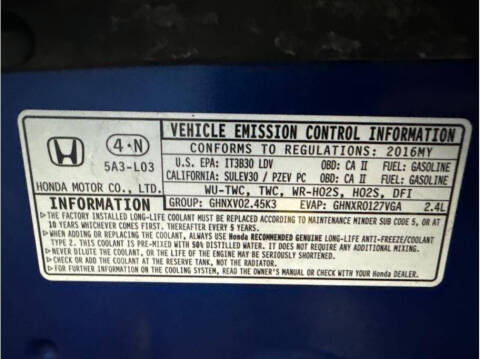 4★N
5A3-L03
HONDA MOTOR CO., LTD.
VEHICLE EMISSION CONTROL INFORMATION
CONFORMS TO REGULATIONS: 2016MY
U.S. EPA: IT3B30 LDV OBD: CA II FUEL: GASOLINE
CALIFORNIA: SULEV30 / PZEV PC OBD: CA II FUEL: GASOLINE
WU-TWC, TWC, WR-HO2S, HO2S, DFI
GROUP: GHNXV02.45K3 EVAP: GHNXR0127VGA 2.4L
INFORMATION
▶THE FACTORY INSTALLED LONG-LIFE COOLANT MUST BE REPLACED ACCORDING TO MAINTENANCE MINDER SUB CODE 5, OR AT
10 YEARS WHICHEVER COMES FIRST. THEREAFTER EVERY 5 YEARS.
▶WHEN ADDING OR REPLACING COOLANT, ALWAYS USE Honda RECOMMENDED GENUINE LONG-LIFE ANTI-FREEZE/COOLANT
TYPE 2. THIS COOLANT IS PRE-MIXED WITH 50% DISTILLED WATER. IT DOES NOT REQUIRE ANY ADDITIONAL MIXING.
▶NEVER DILUTE THE COOLANT, OR THE LIFE OF THE ENGINE MAY BE SEVERELY SHORTENED.
▶CHECK AND ADD COOLANT AT THE RESERVE TANK, NOT THE RADIATOR.
▶FOR FURTHER INFORMATION ON THE COOLING SYSTEM, READ THE OWNER'S MANUAL OR CHECK WITH YOUR Honda DEALER.